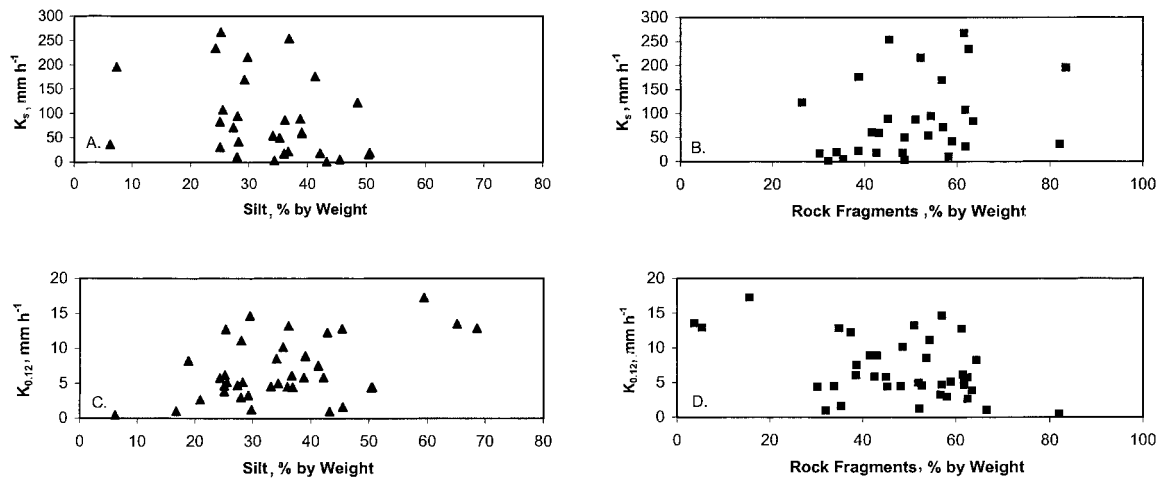 300
250
200
150
100
50
0
Ks, mm h-1
A.
0 10 20 30 40 50 60 70 80
Silt, % by Weight
300
250
200
150
100
50
0
Ks, mm h-1
B.
0 20 40 60 80 100
Rock Fragments ,% by Weight
20
15
10
5
0
K0.12, mm h-1
C.
0 10 20 30 40 50 60 70 80
Silt, % by Weight
20
15
10
5
0
K0.12, mm h-1
D.
0 20 40 60 80 100
Rock Fragments, % by Weight